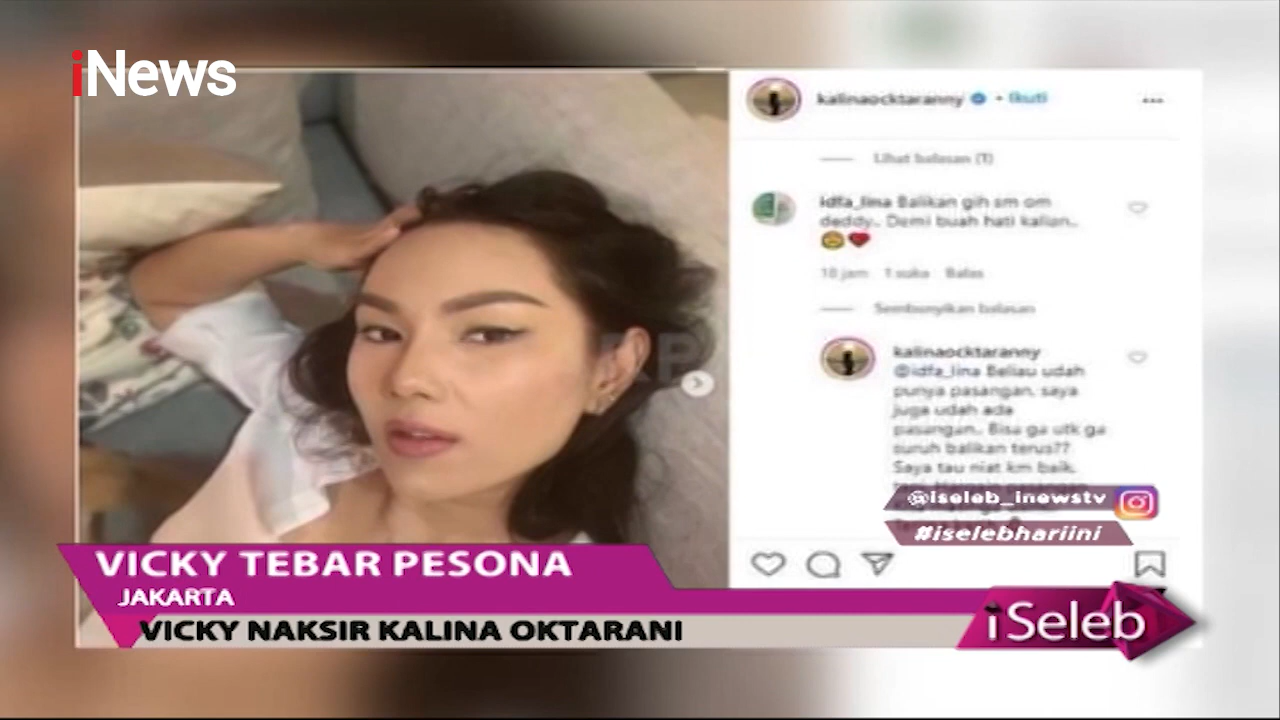 iNews
kalinaocktaranny • Ikuti
Lihat balasan (1)
idfa_lina Balikan gih sm om
deddy.. Demi buah hati kalian..
18 jam 1 suka Balas
Sembunyikan balasan
kalinaocktaranny
@idfa_lina Beliau udah
punya pasangan. saya
juga udah ada
pasangan.. Bisa ga utk ga
suruh balikan terus??
Saya tau niat km baik.
@iseleb_inewstv
#iselebhariini
VICKY TEBAR PESONA
JAKARTA
VICKY NAKSIR KALINA OKTARANI
iSeleb